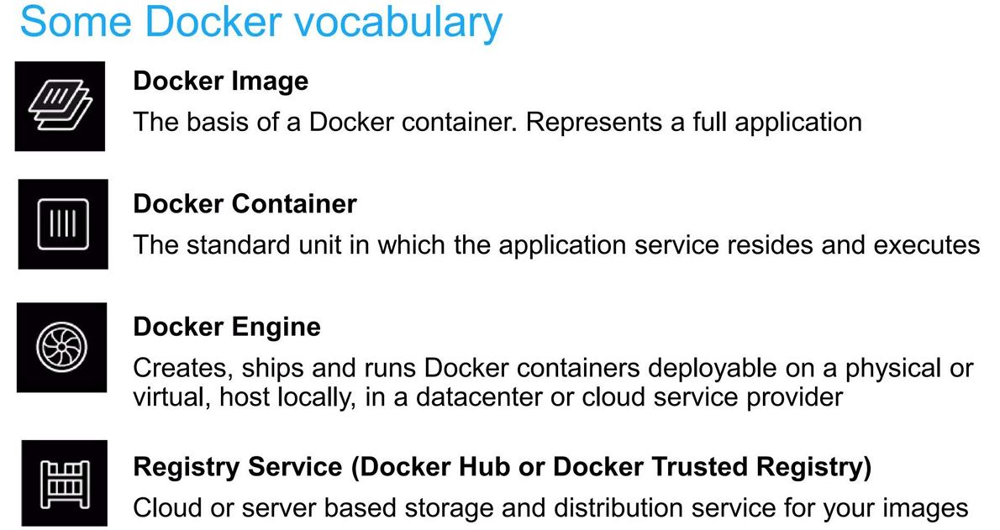 Some Docker vocabulary
Docker Image
The basis of a Docker container. Represents a full application
Docker Container
The standard unit in which the application service resides and executes
Docker Engine
Creates, ships and runs Docker containers deployable on a physical or
virtual, host locally, in a datacenter or cloud service provider
Registry Service (Docker Hub or Docker Trusted Registry)
Cloud or server based storage and distribution service for your images